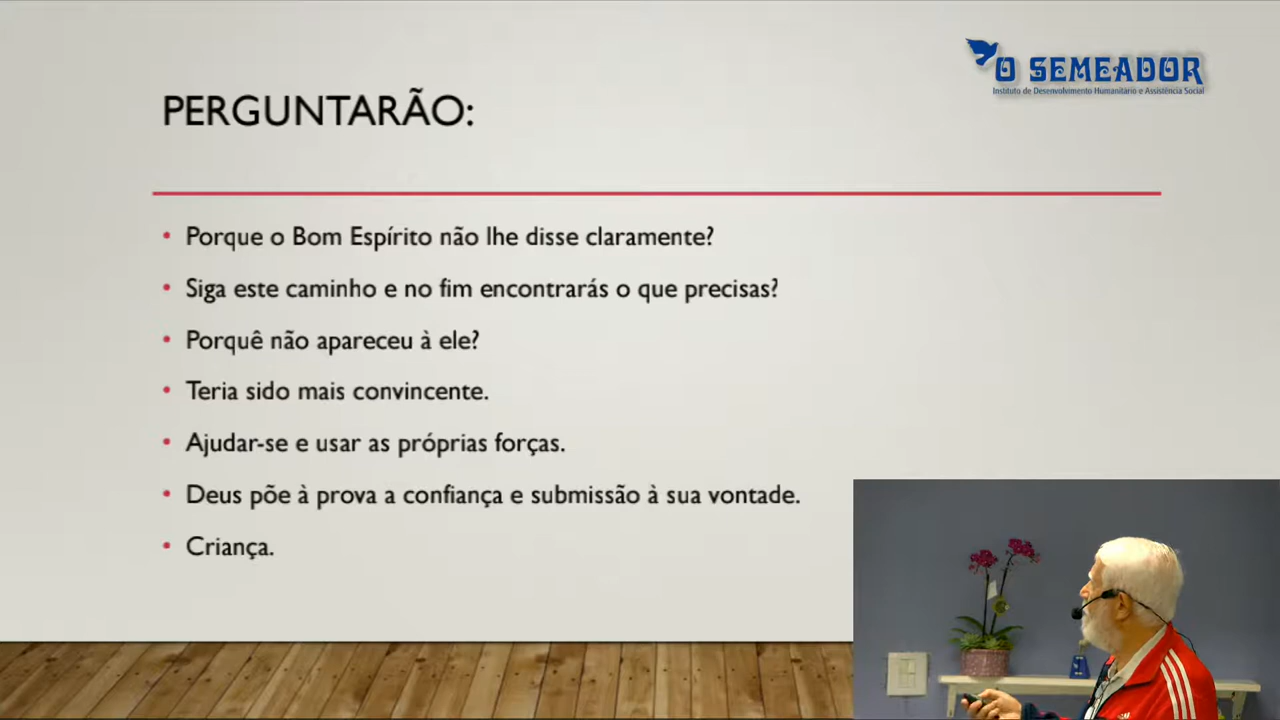 O SEMEADOR
Instituto de Desenvolvimento Humanitário e Assistência Social
PERGUNTARÃO:
• Porque o Bom Espírito não lhe disse claramente?
• Siga este caminho e no fim encontrarás o que precisas?
• Porquê não apareceu à ele?
• Teria sido mais convincente.
• Ajudar-se e usar as próprias forças.
• Deus põe à prova a confiança e submissão à sua vontade.
• Criança.